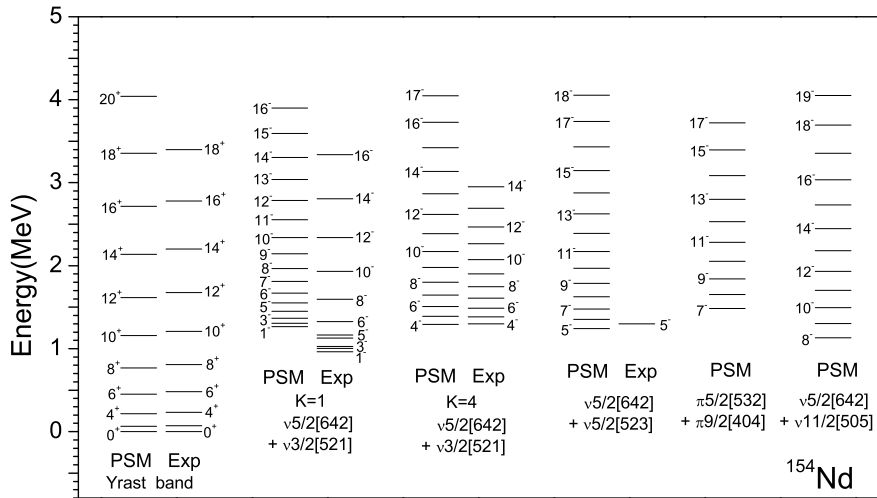 5
4
3
2
1
0
Energy(MeV)
20⁺
18⁺ 18⁺
16⁺ 16⁺
14⁺ 14⁺
12⁺ 12⁺
10⁺ 10⁺
8⁺ 8⁺
6⁺ 6⁺
4⁺ 4⁺
0⁺ 0⁺
PSM Exp
Yrast band
16⁻
15⁻
14⁻ 16⁻
13⁻
12⁻ 14⁻
11⁻
10⁻ 12⁻
9⁻
8⁻ 10⁻
7⁻
6⁻ 8⁻
5⁻
3⁻ 6⁻
1⁻ 5⁻
3⁻
1⁻
PSM Exp
K=1
ν5/2[642]
+ ν3/2[521]
17⁻
16⁻
14⁻ 14⁻
12⁻ 12⁻
10⁻ 10⁻
8⁻ 8⁻
6⁻ 6⁻
4⁻ 4⁻
PSM Exp
K=4
ν5/2[642]
+ ν3/2[521]
18⁻
17⁻
15⁻
13⁻
11⁻
9⁻
7⁻
5⁻ 5⁻
PSM Exp
ν5/2[642]
+ ν5/2[523]
17⁻
15⁻
13⁻
11⁻
9⁻
7⁻
PSM
π5/2[532]
+ π9/2[404]
19⁻
18⁻
16⁻
14⁻
12⁻
10⁻
8⁻
PSM
ν5/2[642]
+ ν11/2[505]
¹⁵⁴Nd